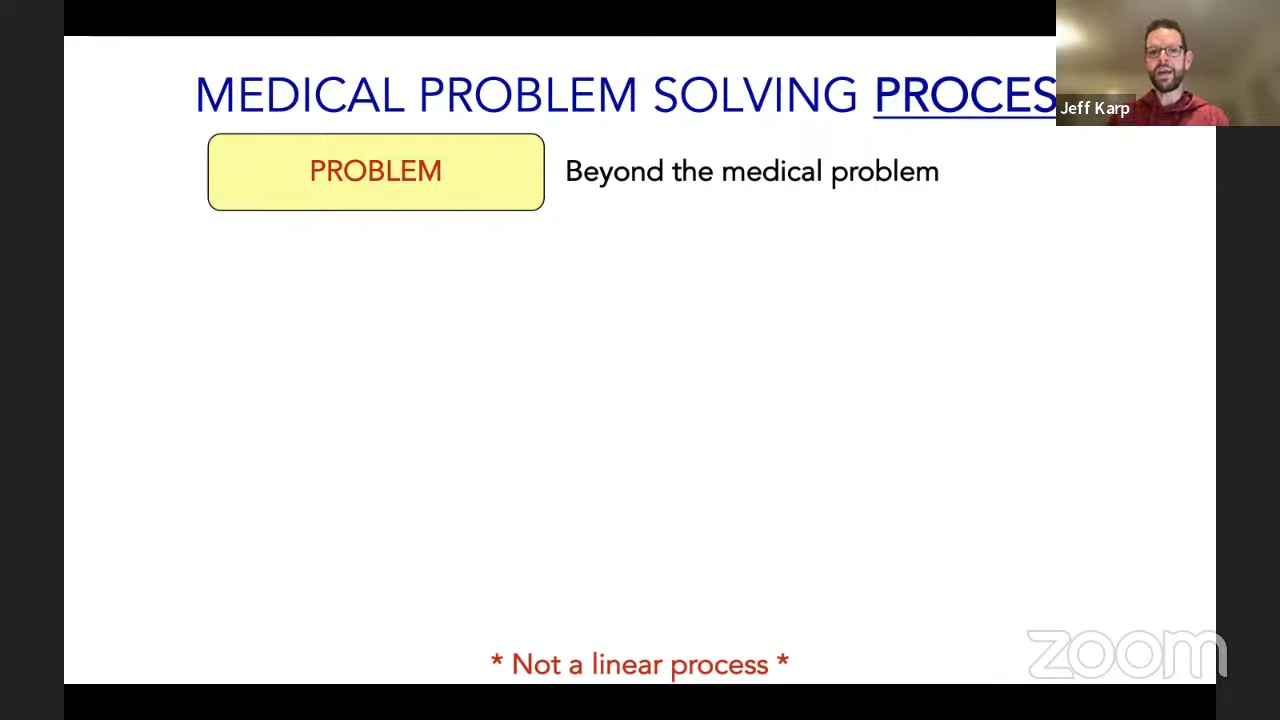 MEDICAL PROBLEM SOLVING PROCES
Jeff Karp
PROBLEM
Beyond the medical problem
* Not a linear process *
zoom